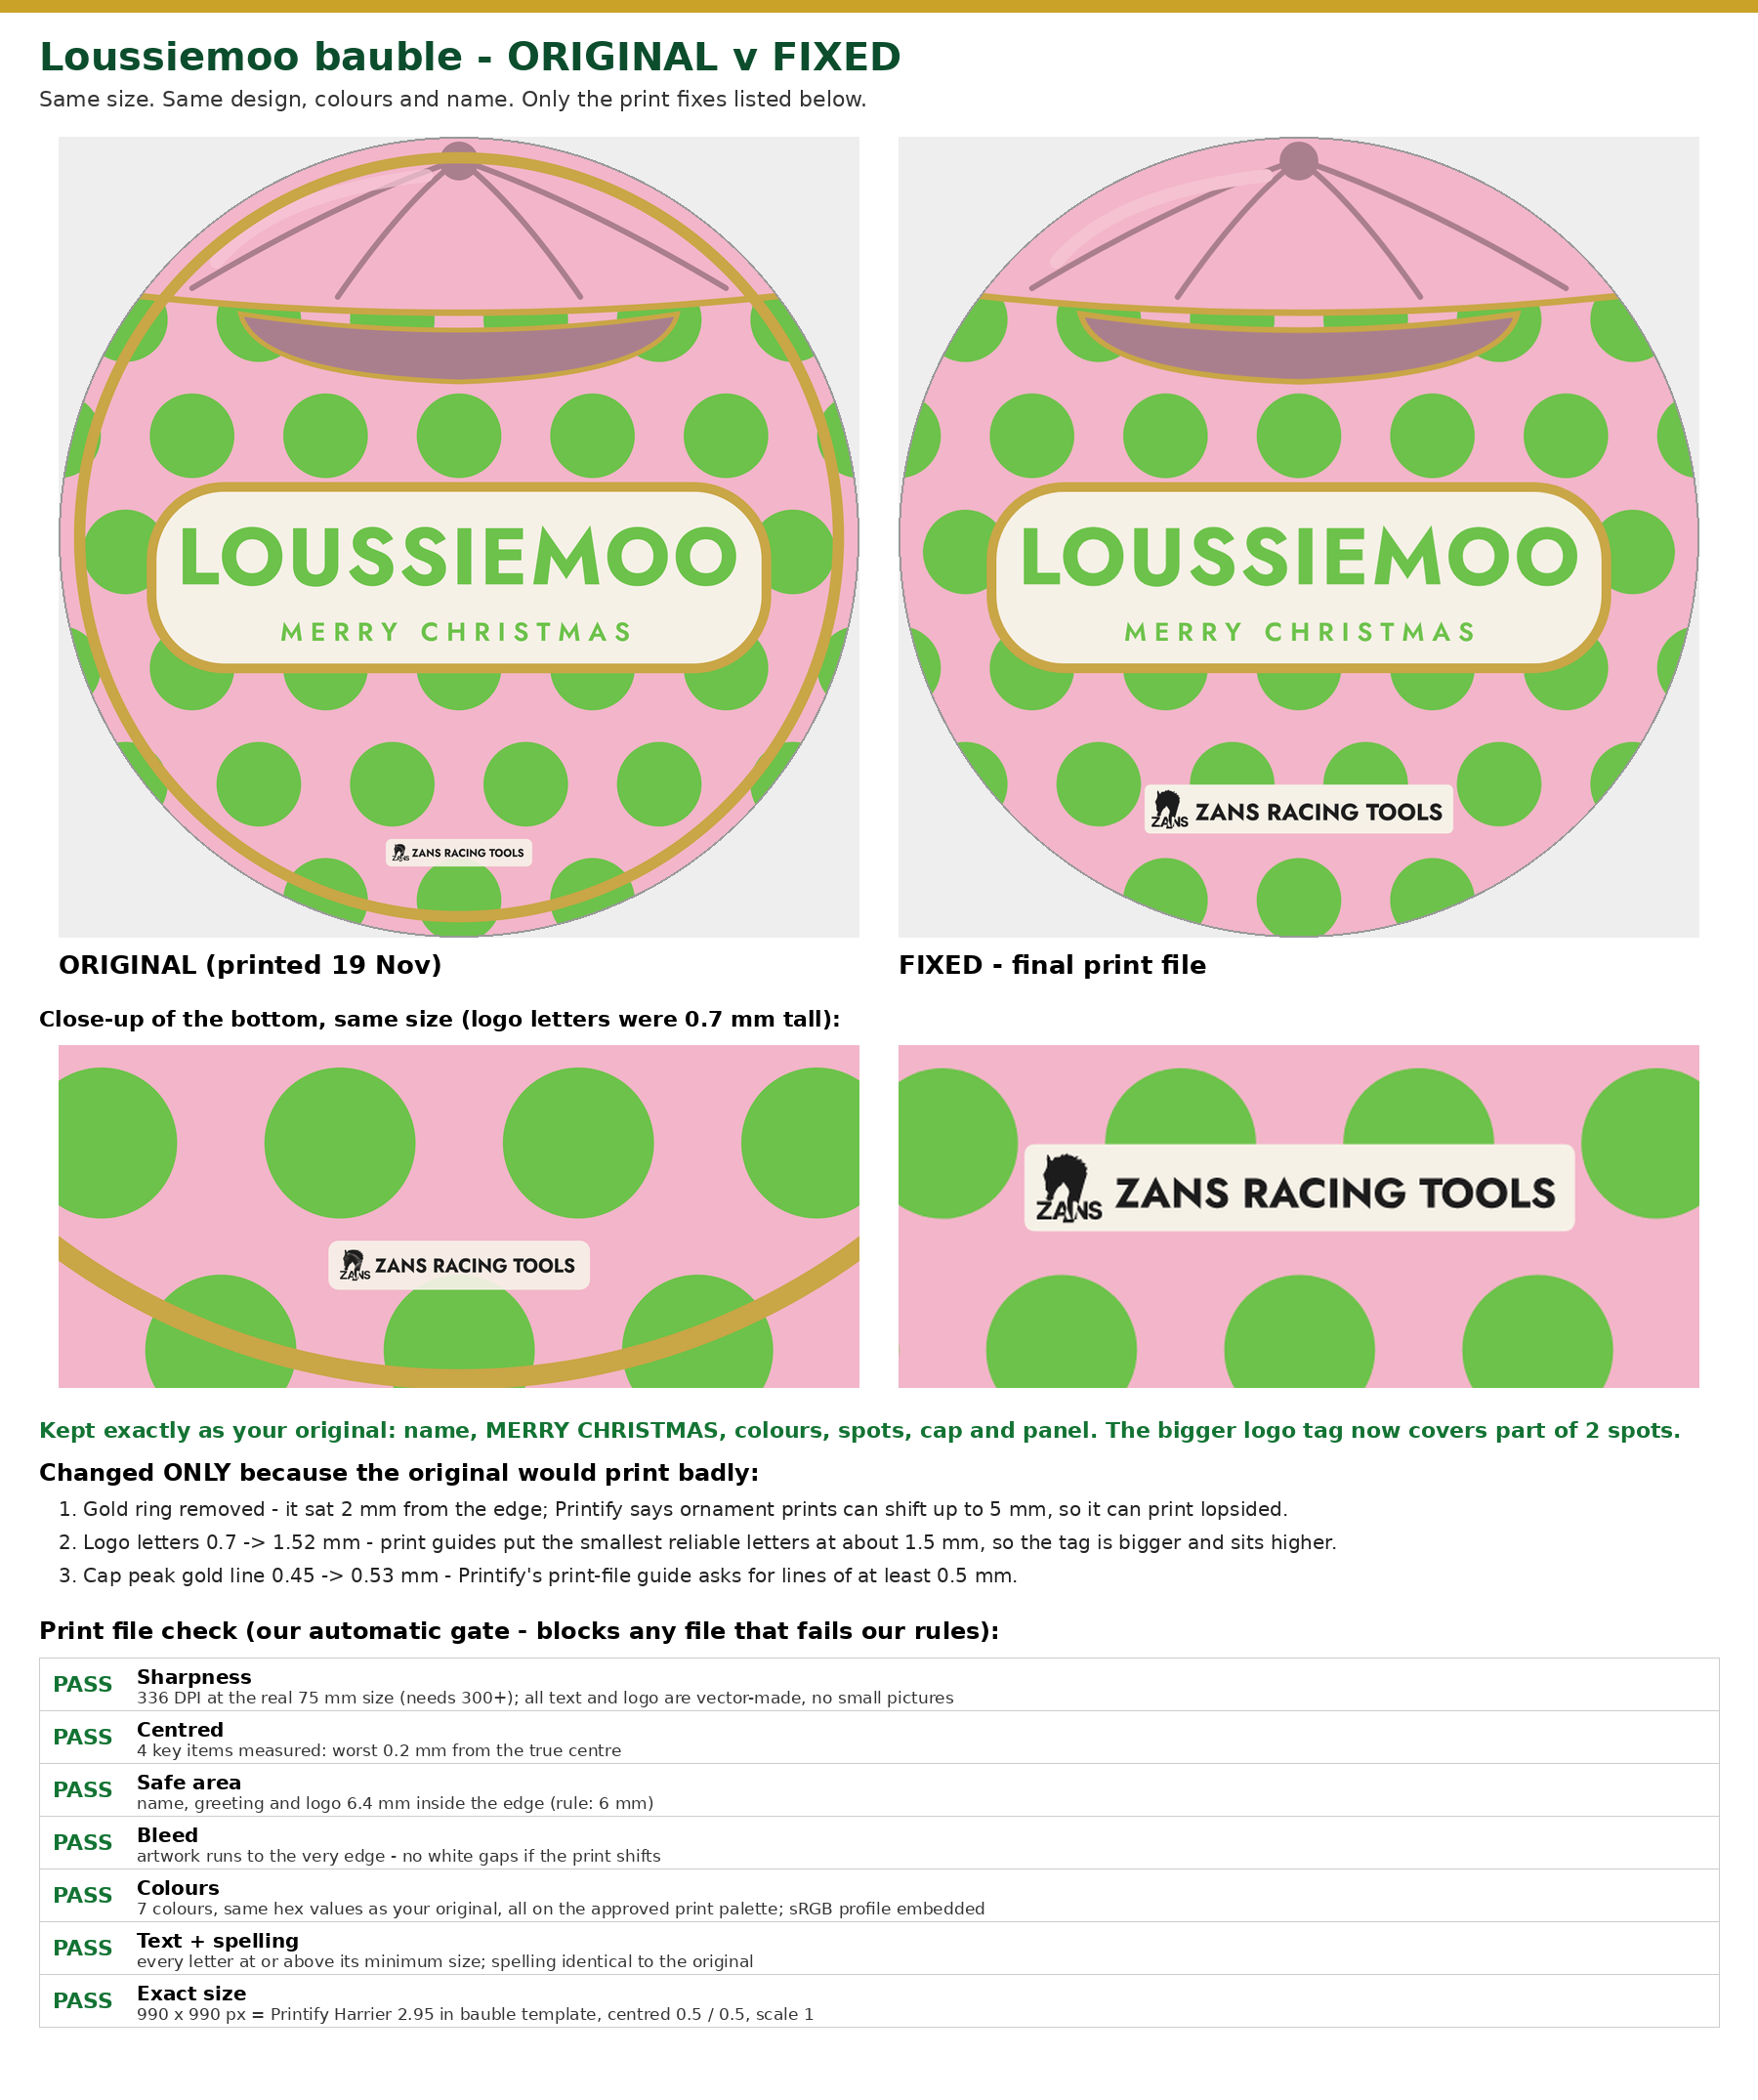 Loussiemoo bauble - ORIGINAL v FIXED
Same size. Same design, colours and name. Only the print fixes listed below.
LOUSSIEMOO
MERRY CHRISTMAS
ZANS
ZANS RACING TOOLS
LOUSSIEMOO
MERRY CHRISTMAS
ZANS
ZANS RACING TOOLS
ORIGINAL (printed 19 Nov)
FIXED - final print file
Close-up of the bottom, same size (logo letters were 0.7 mm tall):
ZANS
ZANS RACING TOOLS
ZANS
ZANS RACING TOOLS
Kept exactly as your original: name, MERRY CHRISTMAS, colours, spots, cap and panel. The bigger logo tag now covers part of 2 spots.
Changed ONLY because the original would print badly:
1. Gold ring removed - it sat 2 mm from the edge; Printify says ornament prints can shift up to 5 mm, so it can print lopsided.
2. Logo letters 0.7 -> 1.52 mm - print guides put the smallest reliable letters at about 1.5 mm, so the tag is bigger and sits higher.
3. Cap peak gold line 0.45 -> 0.53 mm - Printify's print-file guide asks for lines of at least 0.5 mm.
Print file check (our automatic gate - blocks any file that fails our rules):
PASS
Sharpness
336 DPI at the real 75 mm size (needs 300+); all text and logo are vector-made, no small pictures
PASS
Centred
4 key items measured: worst 0.2 mm from the true centre
PASS
Safe area
name, greeting and logo 6.4 mm inside the edge (rule: 6 mm)
PASS
Bleed
artwork runs to the very edge - no white gaps if the print shifts
PASS
Colours
7 colours, same hex values as your original, all on the approved print palette; sRGB profile embedded
PASS
Text + spelling
every letter at or above its minimum size; spelling identical to the original
PASS
Exact size
990 x 990 px = Printify Harrier 2.95 in bauble template, centred 0.5 / 0.5, scale 1